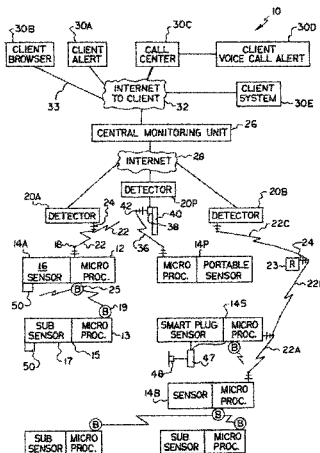 10
30B
30A
30C
30D
CLIENT
BROWSER
CLIENT
ALERT
CALL
CENTER
CLIENT
VOICE CALL ALERT
33
INTERNET
TO CLIENT
32
CLIENT
SYSTEM
30E
CENTRAL MONITORING UNIT
26
INTERNET
28
DETECTOR
20P
20A
20B
24
42
40
DETECTOR
22
38
DETECTOR
22C
14A
18
22
12
36
14P
24
23
R
16
SENSOR
MICRO
PROC.
MICRO
PROC.
PORTABLE
SENSOR
22B
50
B
25
19
14S
B
13
SUB
SENSOR
MICRO
PROC.
SMART PLUG
SENSOR
MICRO
PROC.
22A
50
17
15
48
47
B
14B
SENSOR
MICRO
PROC.
B
B
B
SUB
SENSOR
MICRO
PROC.
SUB
SENSOR
MICRO
PROC.